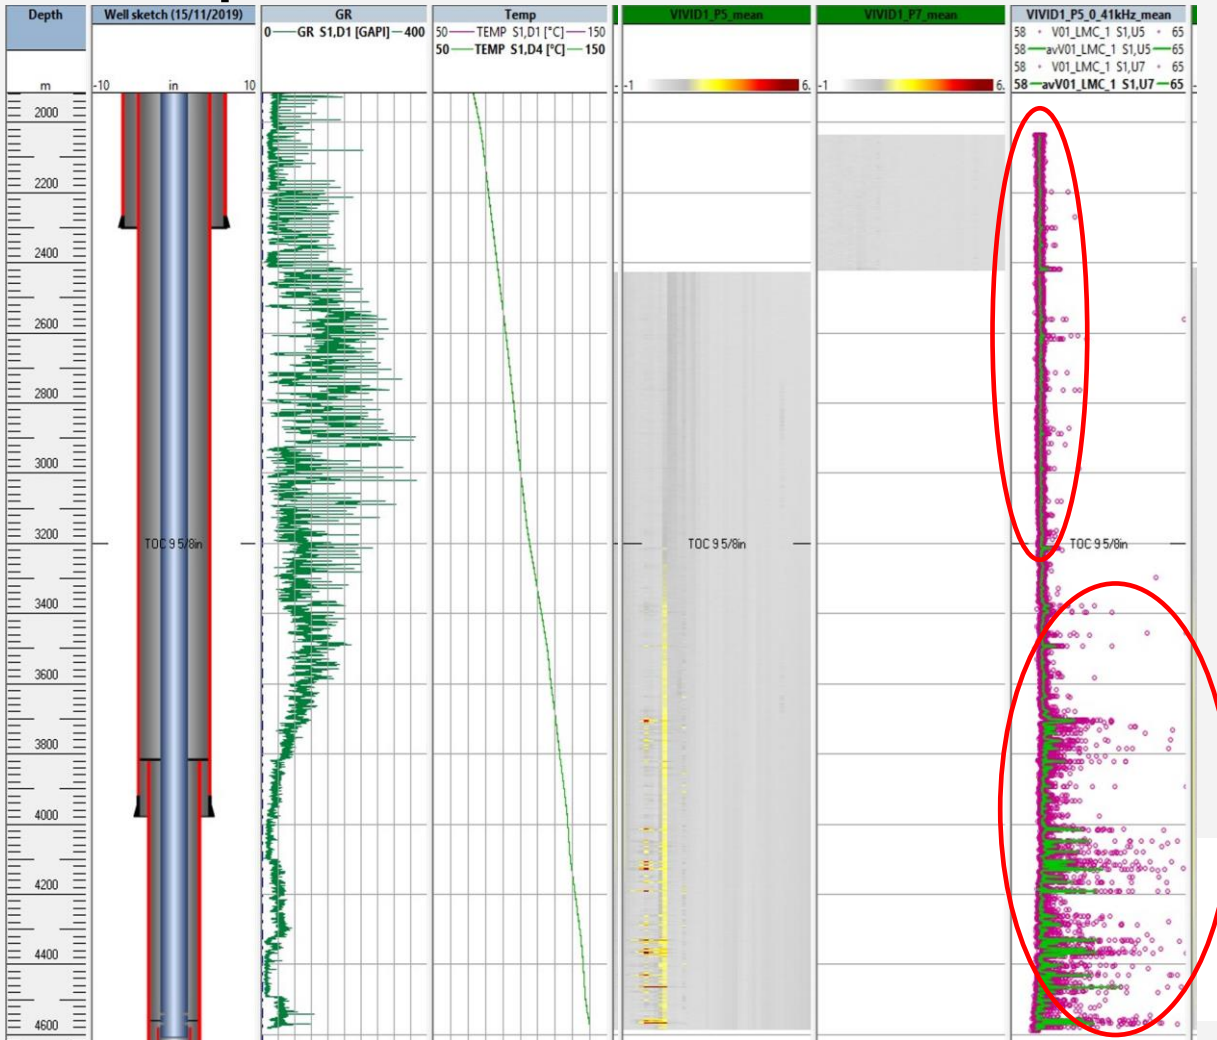 Depth
Well sketch (15/11/2019)
GR
Temp
VIVID1_P5_mean
VIVID1_P7_mean
VIVID1_P5_0_41kHz_mean
0 GR S1,D1 [GAPI] 400
50 TEMP S1,D1 [°C] 150
50 TEMP S1,D4 [°C] 150
58 V01_LMC_1 S1,U5 65
58 avV01_LMC_1 S1,U5 65
58 V01_LMC_1 S1,U7 65
58 avV01_LMC_1 S1,U7 65
m
-10 in 10
-1 6.
-1 6.
2000
2200
2400
2600
2800
3000
3200
TOC 9 5/8in
TOC 9 5/8in
TOC 9 5/8in
3400
3600
3800
4000
4200
4400
4600